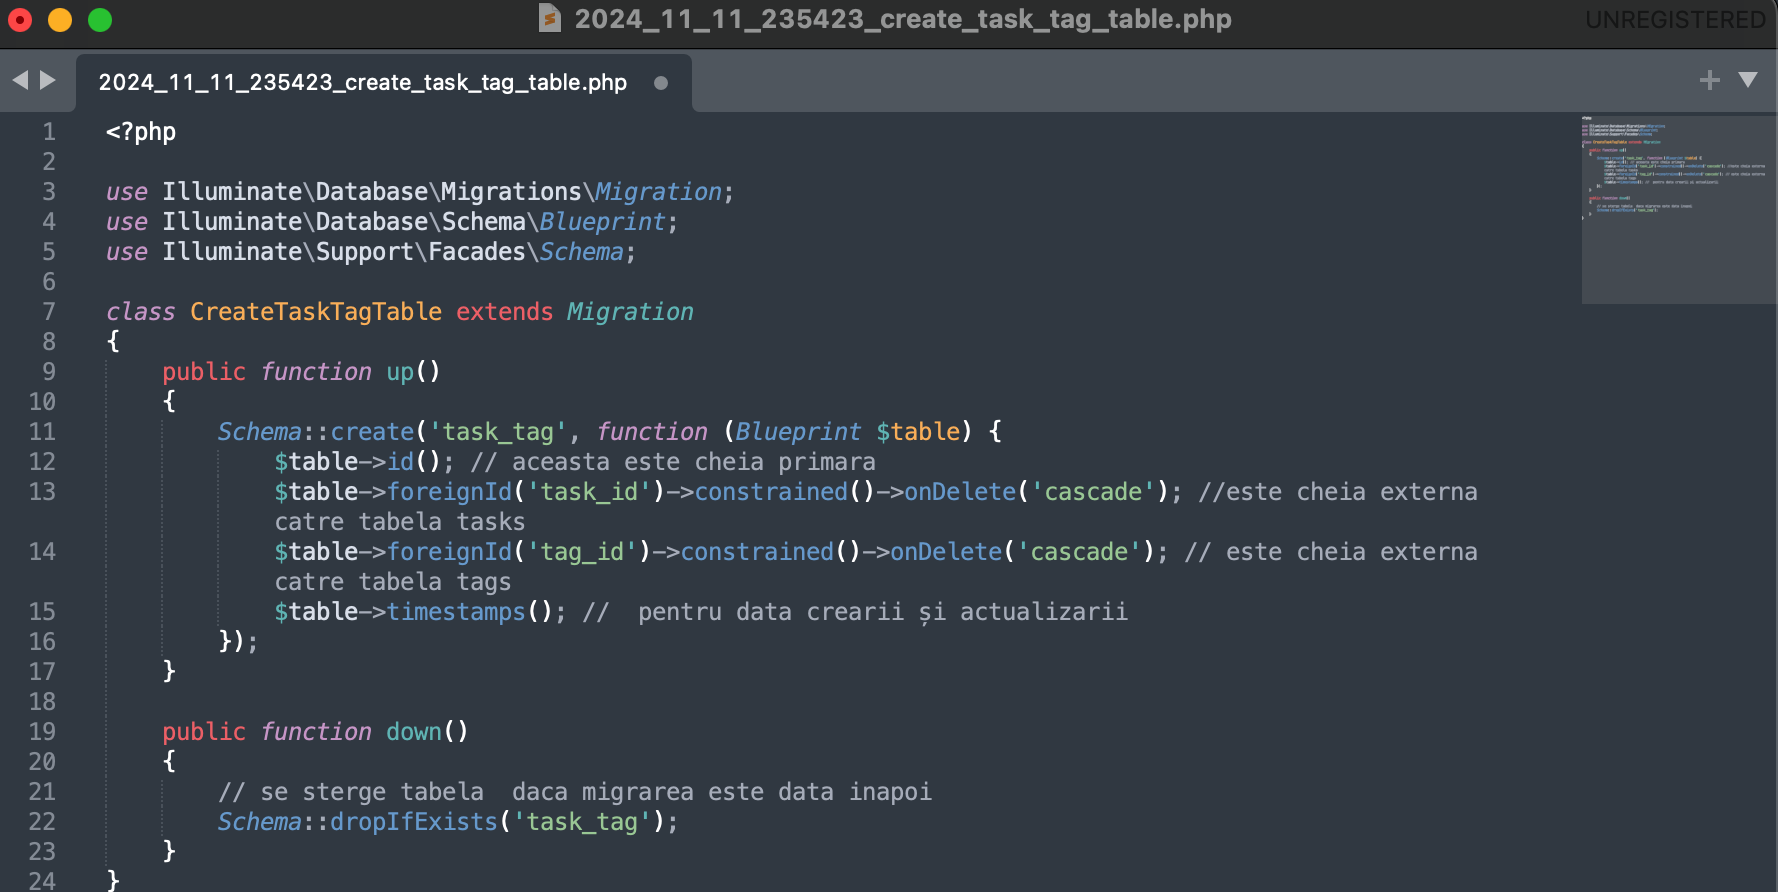 2024_11_11_235423_create_task_tag_table.php
UNREGISTERED
2024_11_11_235423_create_task_tag_table.php
1 <?php
2
3 use Illuminate\Database\Migrations\Migration;
4 use Illuminate\Database\Schema\Blueprint;
5 use Illuminate\Support\Facades\Schema;
6
7 class CreateTaskTagTable extends Migration
8 {
9     public function up()
10     {
11         Schema::create('task_tag', function (Blueprint $table) {
12             $table->id(); // aceasta este cheia primara
13             $table->foreignId('task_id')->constrained()->onDelete('cascade'); //este cheia externa
            catre tabela tasks
14             $table->foreignId('tag_id')->constrained()->onDelete('cascade'); // este cheia externa
            catre tabela tags
15             $table->timestamps(); //  pentru data crearii și actualizarii
16         });
17     }
18
19     public function down()
20     {
21         // se sterge tabela  daca migrarea este data inapoi
22         Schema::dropIfExists('task_tag');
23     }
24 }